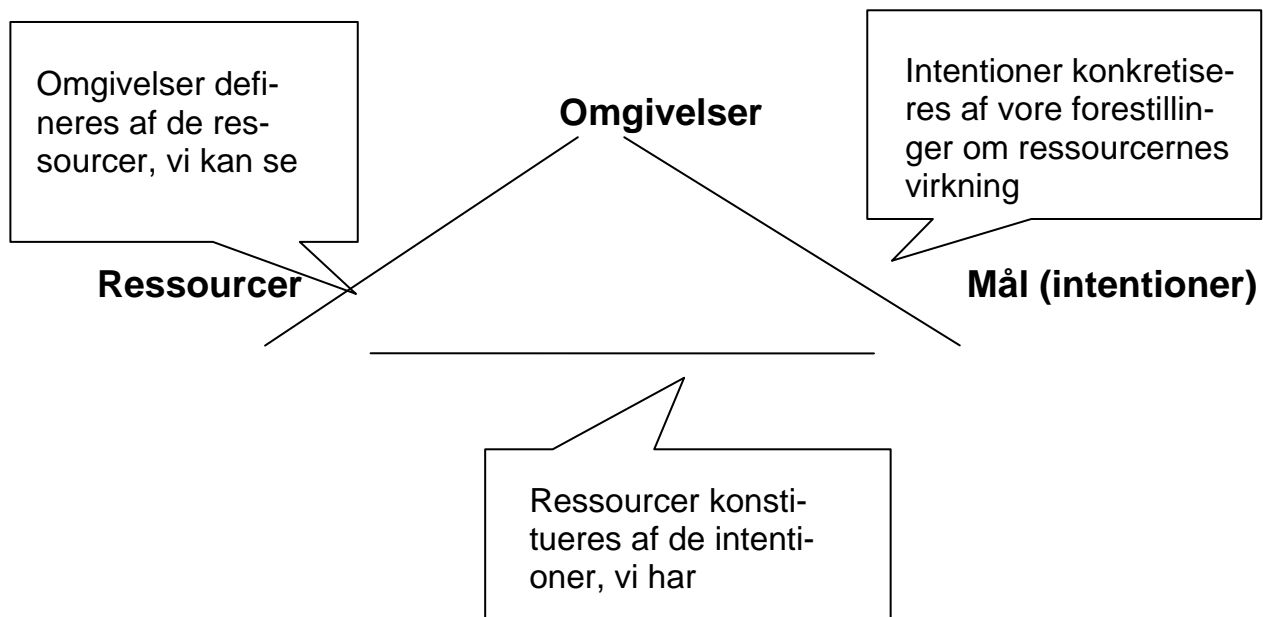 Omgivelser defi-
neres af de res-
sourcer, vi kan se
Omgivelser
Intentioner konkretise-
res af vore forestillin-
ger om ressourcernes
virkning
Ressourcer
Mål (intentioner)
Ressourcer konsti-
tueres af de intenti-
oner, vi har